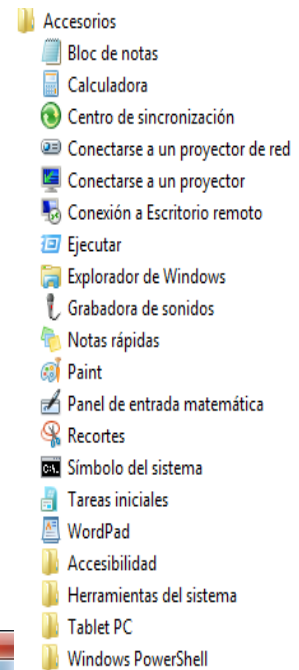 Accesorios
Bloc de notas
Calculadora
Centro de sincronización
Conectarse a un proyector de red
Conectarse a un proyector
Conexión a Escritorio remoto
Ejecutar
Explorador de Windows
Grabadora de sonidos
Notas rápidas
Paint
Panel de entrada matemática
Recortes
Símbolo del sistema
Tareas iniciales
WordPad
Accesibilidad
Herramientas del sistema
Tablet PC
Windows PowerShell